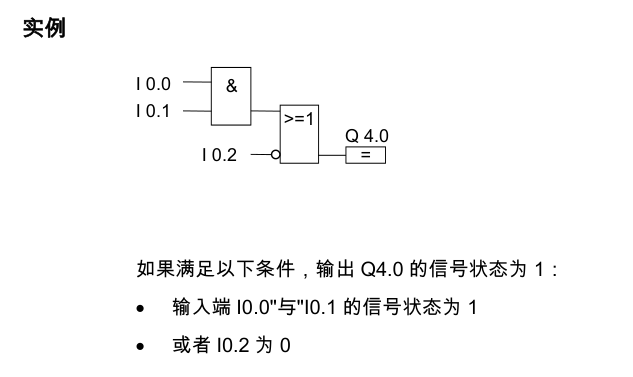 实例
I 0.0
&
I 0.1
>=1
Q 4.0
I 0.2
=
如果满足以下条件，输出 Q4.0 的信号状态为 1：
• 输入端 I0.0"与"I0.1 的信号状态为 1
• 或者 I0.2 为 0